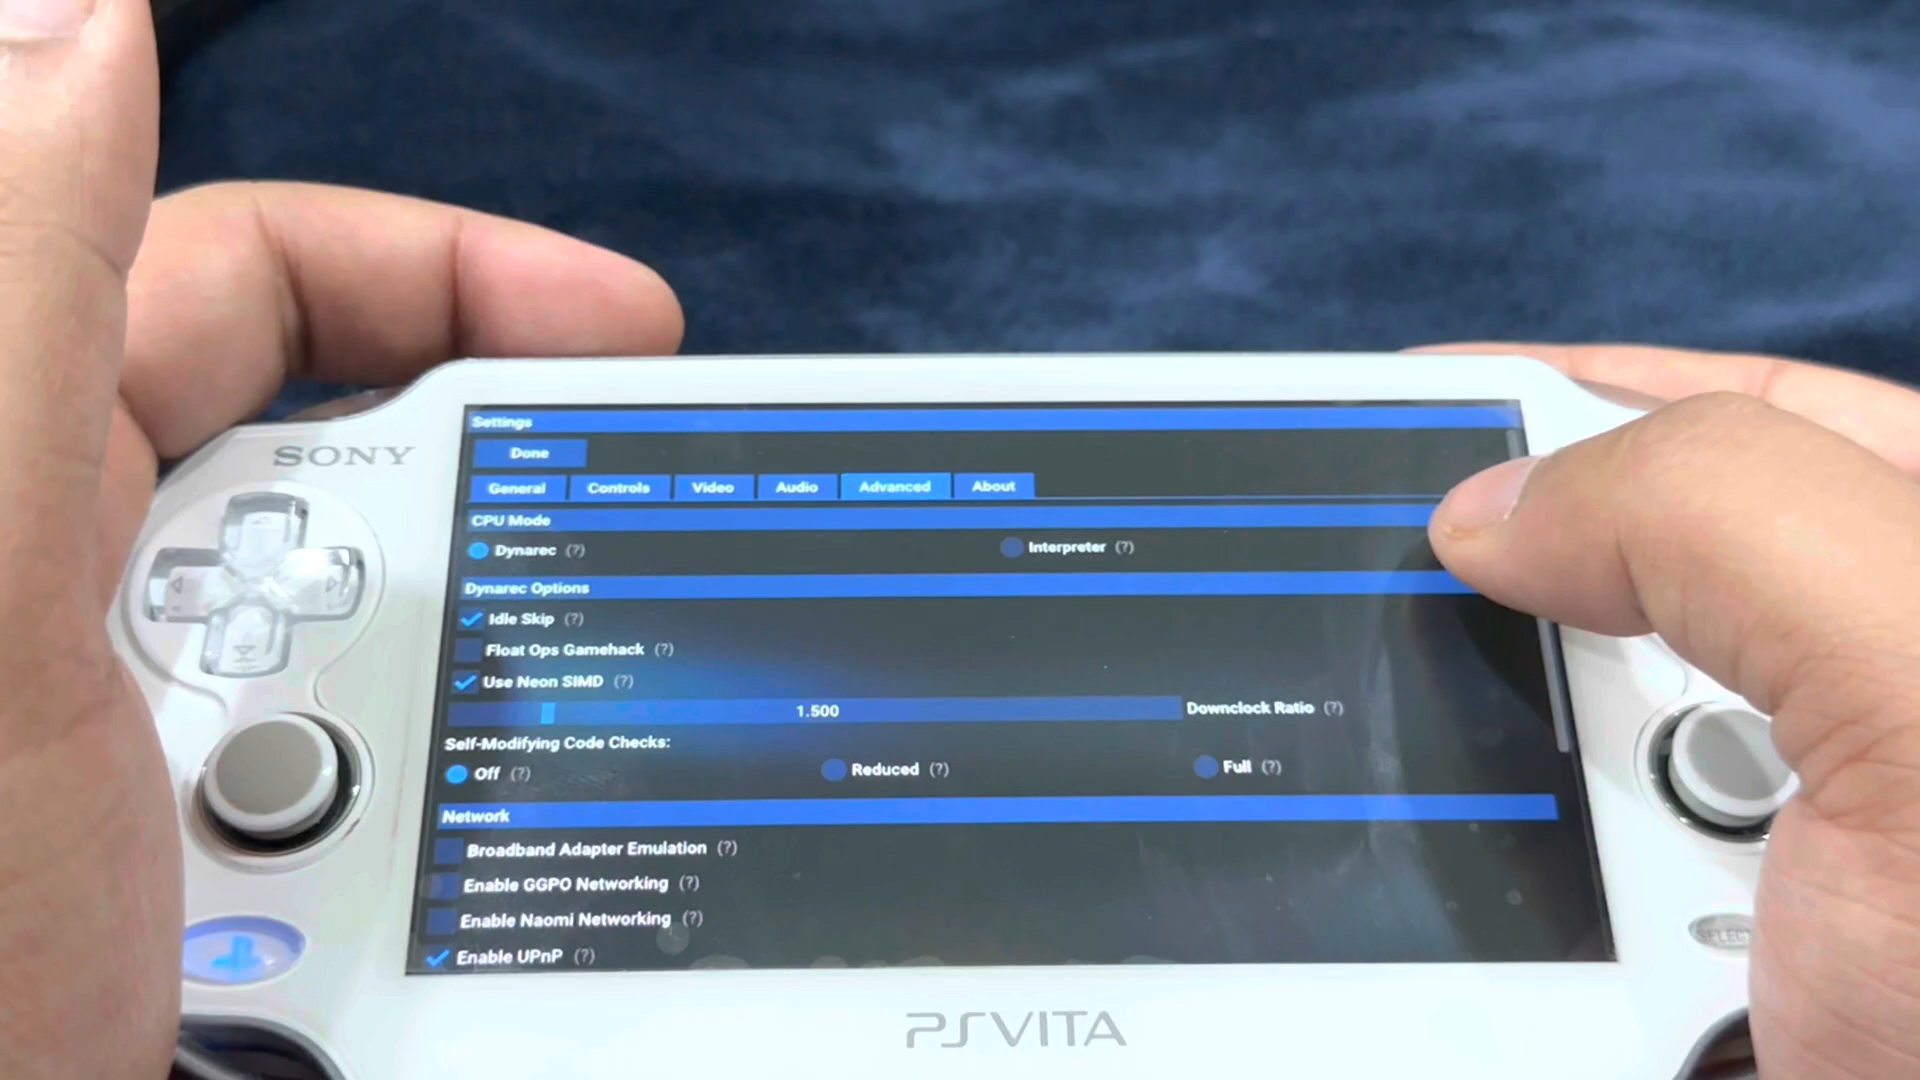 SONY
Settings
Done
General Controls Video Audio Advanced About
CPU Mode
Dynarec (?) Interpreter (?)
Dynarec Options
Idle Skip (?)
Float Ops Gamehack (?)
Use Neon SIMD (?)
1.500 Downclock Ratio (?)
Self-Modifying Code Checks:
Off (?) Reduced (?) Full (?)
Network
Broadband Adapter Emulation (?)
Enable GGPO Networking (?)
Enable Naomi Networking (?)
Enable UPnP (?)
SELECT
PSVITA